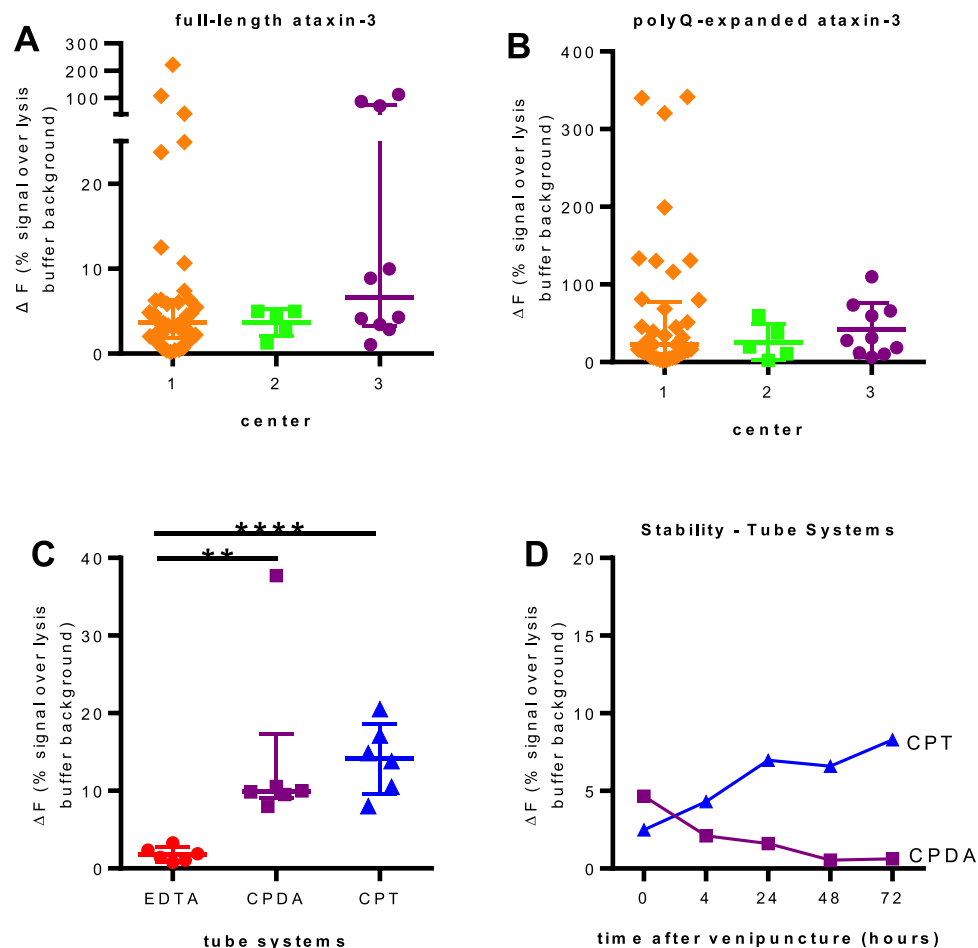 full-length ataxin-3
A
300
200
100
20
10
0
Δ F (% signal over lysis
buffer background)
1
2
3
center
polyQ-expanded ataxin-3
B
400
300
200
100
0
Δ F (% signal over lysis
buffer background)
1
2
3
center
C
****
**
40
30
20
10
0
Δ F (% signal over lysis
buffer background)
EDTA
CPDA
CPT
tube systems
Stability - Tube Systems
D
20
15
10
5
0
Δ F (% signal over lysis
buffer background)
CPT
CPDA
0
4
24
48
72
time after venipuncture (hours)